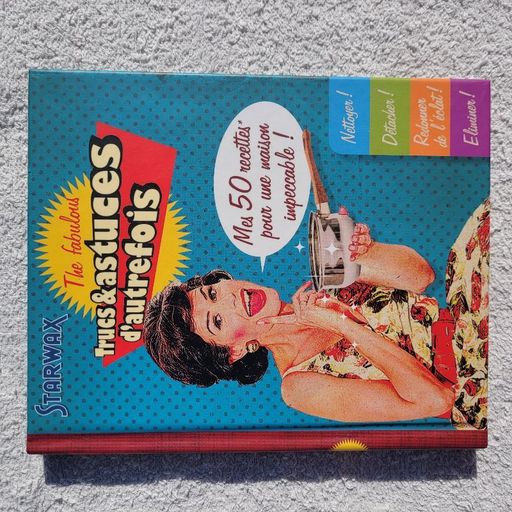 STARWAX
The fabulous
trucs & astuces
d'autrefois
Mes 50 recettes*
pour une maison
impeccable !
Nettoyer !
Détacher !
Redonner
de l'éclat !
Eliminer !